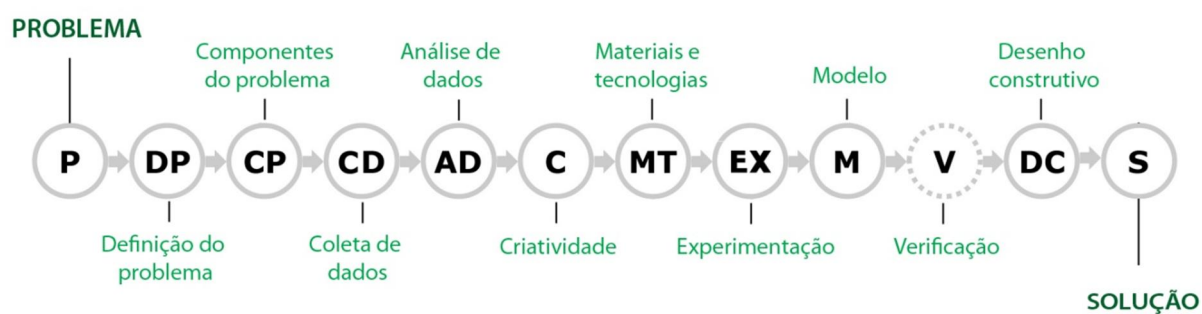 PROBLEMA
Componentes
do problema
Análise de
dados
Materiais e
tecnologias
Modelo
Desenho
construtivo
P DP CP CD AD C MT EX M V DC S
Definição do
problema
Coleta de
dados
Criatividade
Experimentação
Verificação
SOLUÇÃO